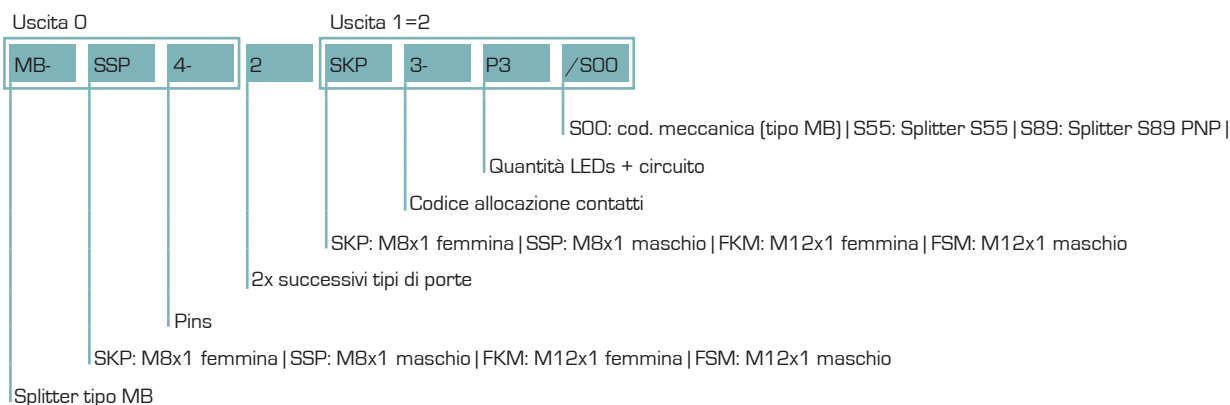 Uscita 0 Uscita 1=2
MB- SSP 4- 2 SKP 3- P3 /S00
S00: cod. meccanica (tipo MB)|S55: Splitter S55|S89: Splitter S89 PNP|
Quantità LEDs + circuito
Codice allocazione contatti
SKP: M8x1 femmina|SSP: M8x1 maschio|FKM: M12x1 femmina|FSM: M12x1 maschio
2x successivi tipi di porte
Pins
SKP: M8x1 femmina|SSP: M8x1 maschio|FKM: M12x1 femmina|FSM: M12x1 maschio
Splitter tipo MB